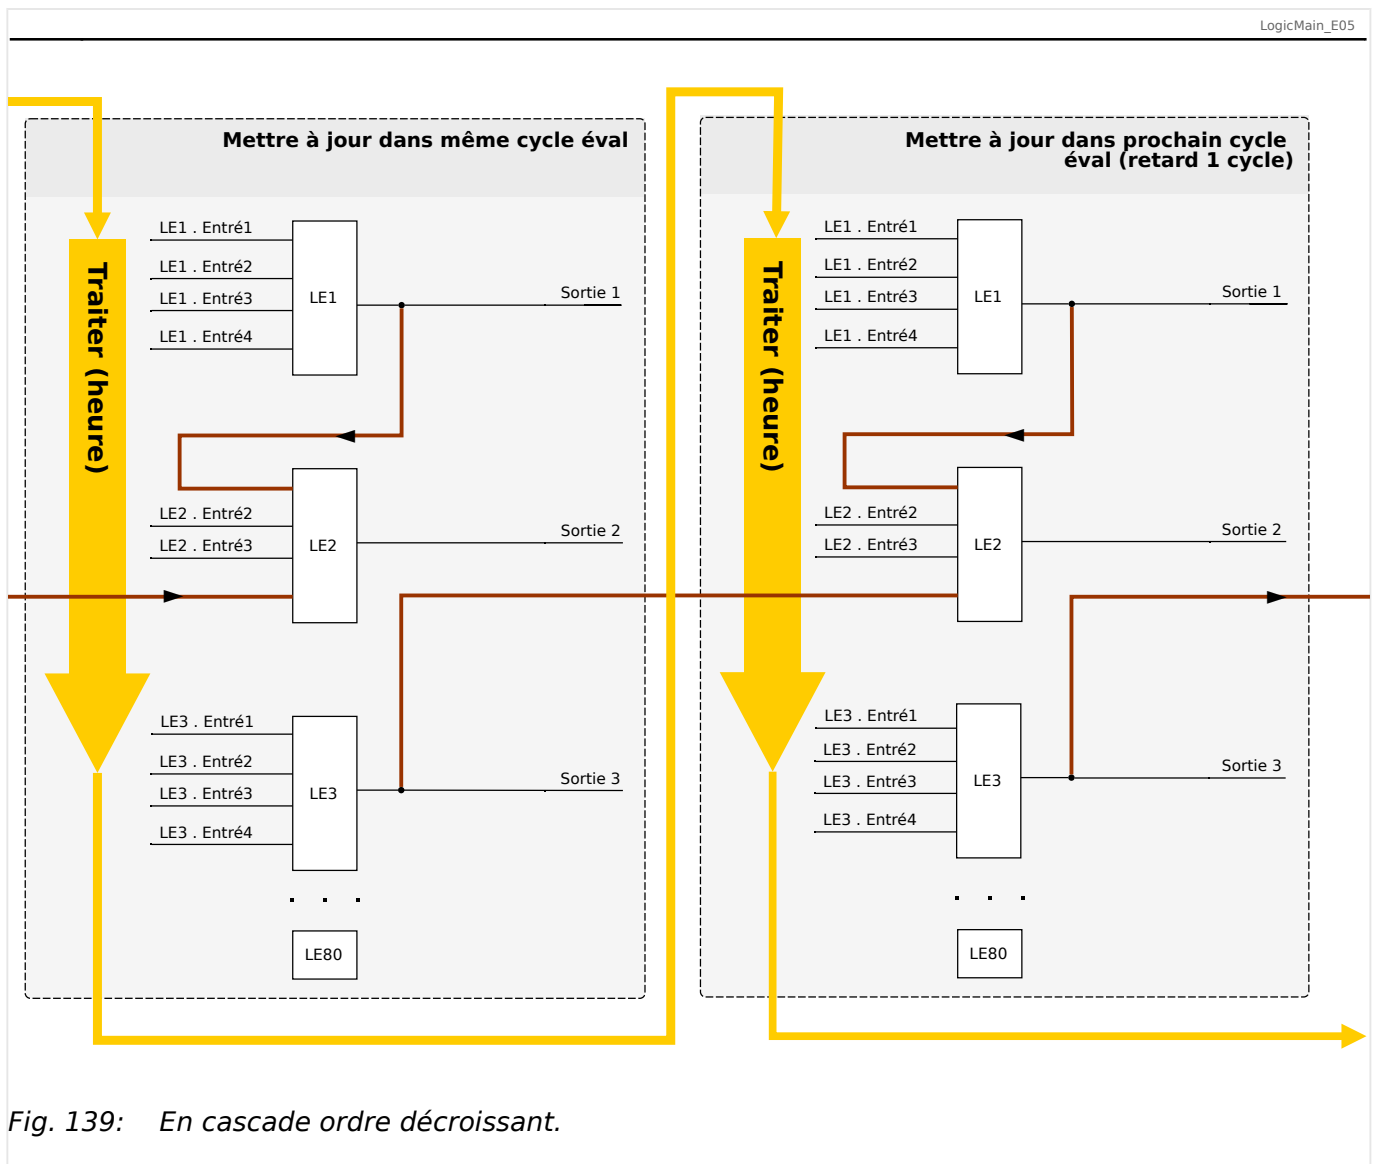 LogicMain_E05
Mettre à jour dans même cycle éval
Traiter (heure)
LE1 . Entré1
LE1 . Entré2
LE1 . Entré3
LE1 . Entré4
LE1
Sortie 1
LE2 . Entré2
LE2 . Entré3
LE2
Sortie 2
LE3 . Entré1
LE3 . Entré2
LE3 . Entré3
LE3 . Entré4
LE3
Sortie 3
. . .
LE80
Mettre à jour dans prochain cycle
éval (retard 1 cycle)
Traiter (heure)
LE1 . Entré1
LE1 . Entré2
LE1 . Entré3
LE1 . Entré4
LE1
Sortie 1
LE2 . Entré2
LE2 . Entré3
LE2
Sortie 2
LE3 . Entré1
LE3 . Entré2
LE3 . Entré3
LE3 . Entré4
LE3
Sortie 3
. . .
LE80
Fig. 139: En cascade ordre décroissant.